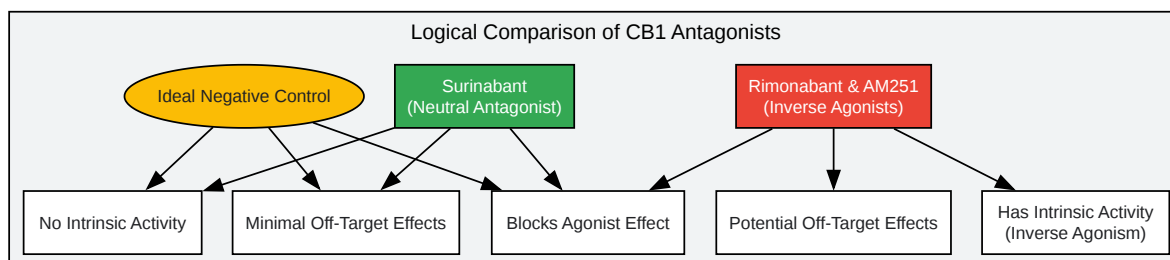 Logical Comparison of CB1 Antagonists
Ideal Negative Control
Surinabant
(Neutral Antagonist)
Rimonabant & AM251
(Inverse Agonists)
No Intrinsic Activity
Minimal Off-Target Effects
Blocks Agonist Effect
Potential Off-Target Effects
Has Intrinsic Activity
(Inverse Agonism)